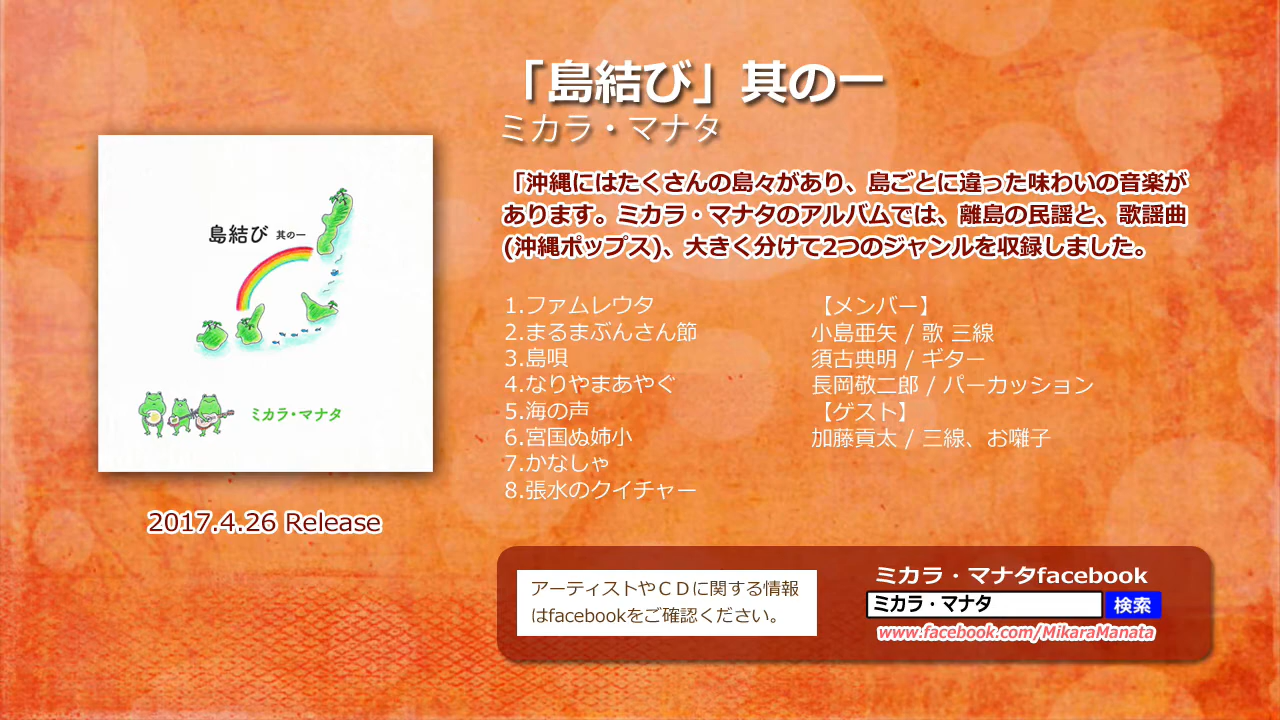 「島結び」其の一
ミカラ・マナタ
島結び 其の一
ミカラ・マナタ
2017.4.26 Release
「沖縄にはたくさんの島々があり、島ごとに違った味わいの音楽が
あります。ミカラ・マナタのアルバムでは、離島の民謡と、歌謡曲
(沖縄ポップス)、大きく分けて2つのジャンルを収録しました。
1.ファムレウタ
2.まるまぶんさん節
3.島唄
4.なりやまあやぐ
5.海の声
6.宮国ぬ姉小
7.かなしゃ
8.張水のクイチャー
【メンバー】
小島亜矢 / 歌 三線
須古典明 / ギター
長岡敬二郎 / パーカッション
【ゲスト】
加藤貢太 / 三線、お囃子
アーティストやＣＤに関する情報
はfacebookをご確認ください。
ミカラ・マナタfacebook
ミカラ・マナタ 検索
www.facebook.com/MikaraManata